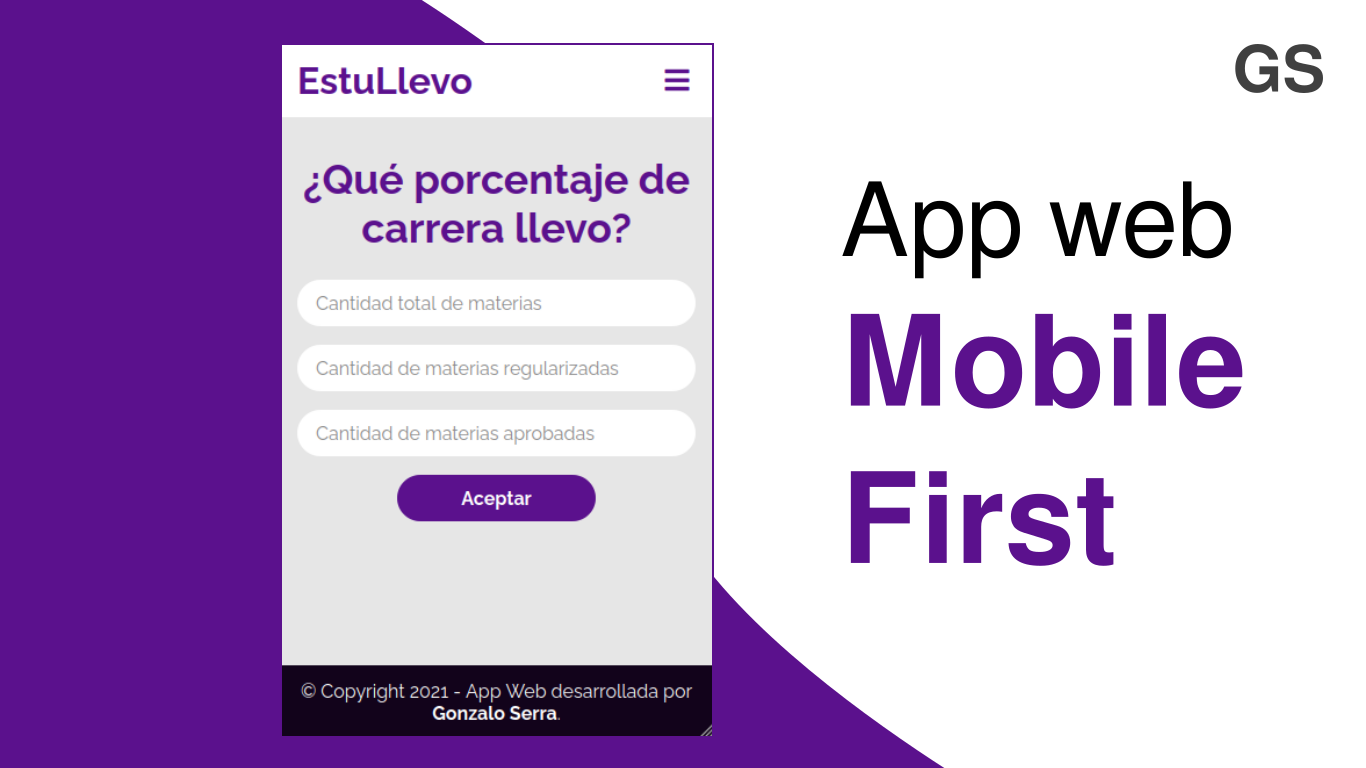 EstuLlevo
¿Qué porcentaje de
carrera llevo?
Cantidad total de materias
Cantidad de materias regularizadas
Cantidad de materias aprobadas
Aceptar
© Copyright 2021 - App Web desarrollada por
Gonzalo Serra.
GS
App web
Mobile
First